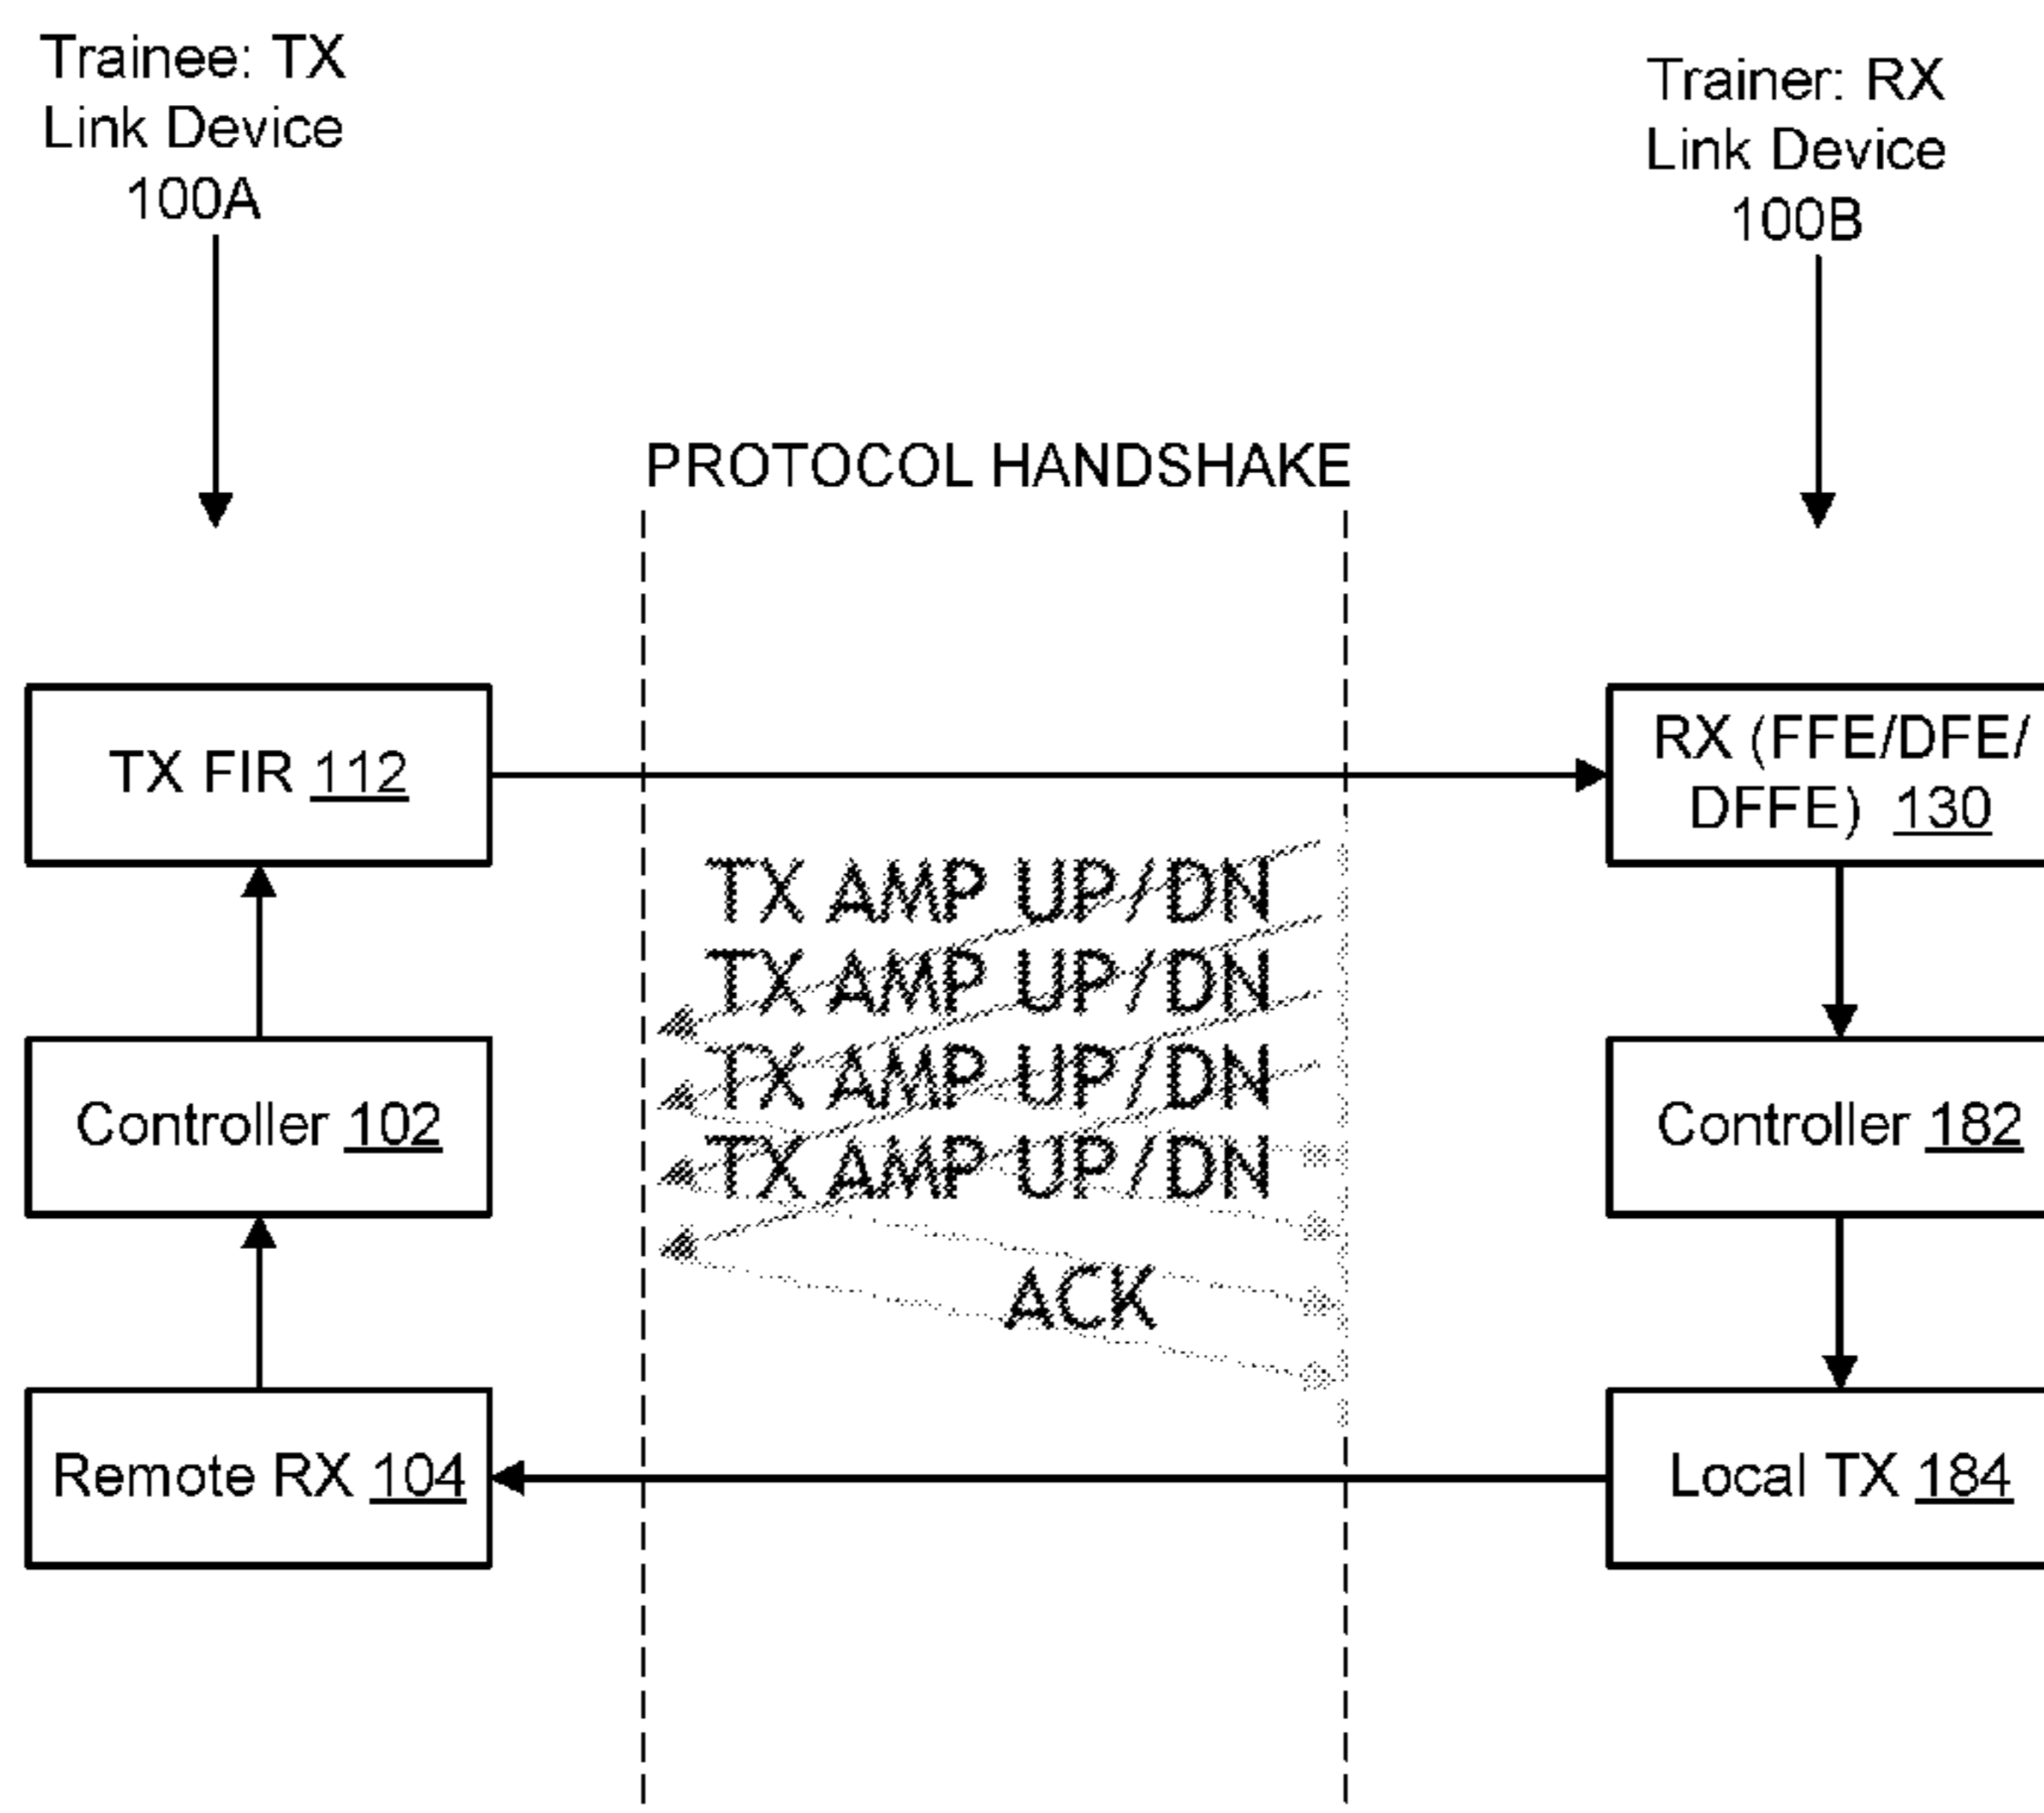 Trainee: TX
Link Device
100A
Trainer: RX
Link Device
100B
PROTOCOL HANDSHAKE
TX FIR 112
RX (FFE/DFE/
DFFE) 130
TX AMP UP/DN
TX AMP UP/DN
TX AMP UP/DN
TX AMP UP/DN
Controller 102
Controller 182
ACK
Remote RX 104
Local TX 184